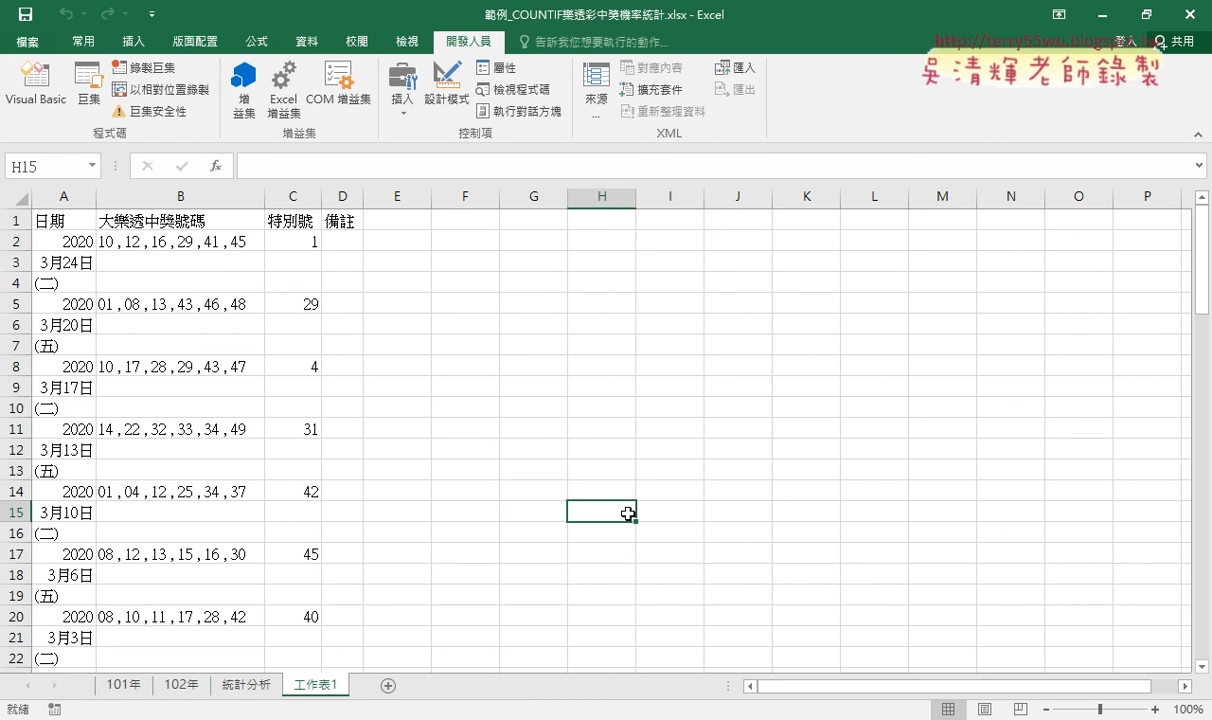 範例_COUNTIF樂透彩中獎機率統計.xlsx - Excel
檔案 常用 插入 版面配置 公式 資料 校閱 檢視 開發人員 告訴我您想要執行的動作... 登入 共用
http://terry55wu.blogspot.tw
吳清輝老師錄製
Visual Basic 巨集 錄製巨集 以相對位置錄製 巨集安全性
程式碼
增益集 Excel 增益集 COM 增益集
增益集
插入 設計模式 屬性 檢視程式碼 執行對話方塊
控制項
來源... 對應內容 擴充套件 重新整理資料 匯入 匯出
XML
H15 fx
A B C D E F G H I J K L M N O P
1 日期 大樂透中獎號碼 特別號 備註
2 2020 10 ,12 ,16 ,29 ,41 ,45 1
3 3月24日
4 (二)
5 2020 01 ,08 ,13 ,43 ,46 ,48 29
6 3月20日
7 (五)
8 2020 10 ,17 ,28 ,29 ,43 ,47 4
9 3月17日
10 (二)
11 2020 14 ,22 ,32 ,33 ,34 ,49 31
12 3月13日
13 (五)
14 2020 01 ,04 ,12 ,25 ,34 ,37 42
15 3月10日
16 (二)
17 2020 08 ,12 ,13 ,15 ,16 ,30 45
18 3月6日
19 (五)
20 2020 08 ,10 ,11 ,17 ,28 ,42 40
21 3月3日
22 (二)
101年 102年 統計分析 工作表1
就緒 100%